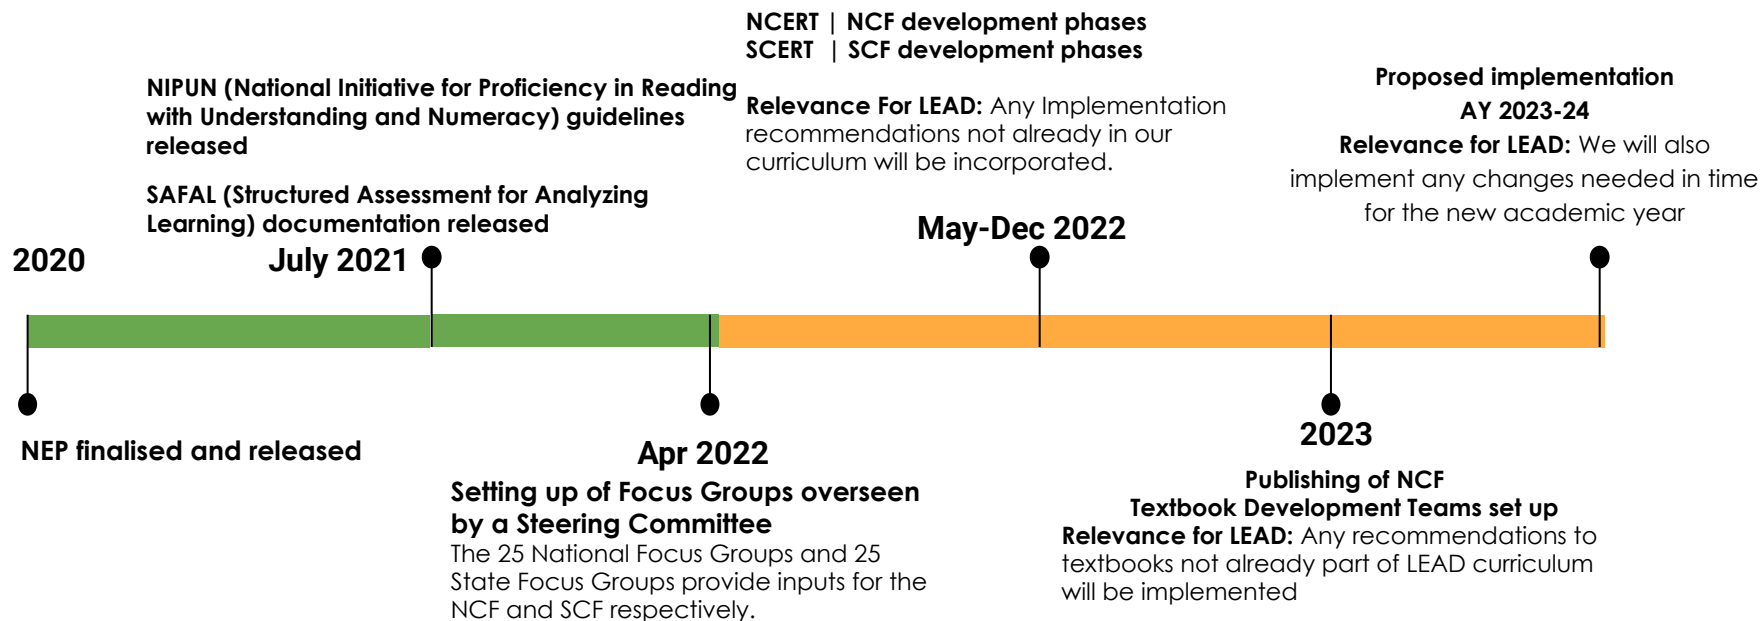 2020
NEP finalised and released
NIPUN (National Initiative for Proficiency in Reading
with Understanding and Numeracy) guidelines
released
SAFAL (Structured Assessment for Analyzing
Learning) documentation released
July 2021
Apr 2022
Setting up of Focus Groups overseen
by a Steering Committee
The 25 National Focus Groups and 25
State Focus Groups provide inputs for the
NCF and SCF respectively.
NCERT | NCF development phases
SCERT | SCF development phases
Relevance For LEAD: Any Implementation
recommendations not already in our
curriculum will be incorporated.
May-Dec 2022
2023
Publishing of NCF
Textbook Development Teams set up
Relevance for LEAD: Any recommendations to
textbooks not already part of LEAD curriculum
will be implemented
Proposed implementation
AY 2023-24
Relevance for LEAD: We will also
implement any changes needed in time
for the new academic year